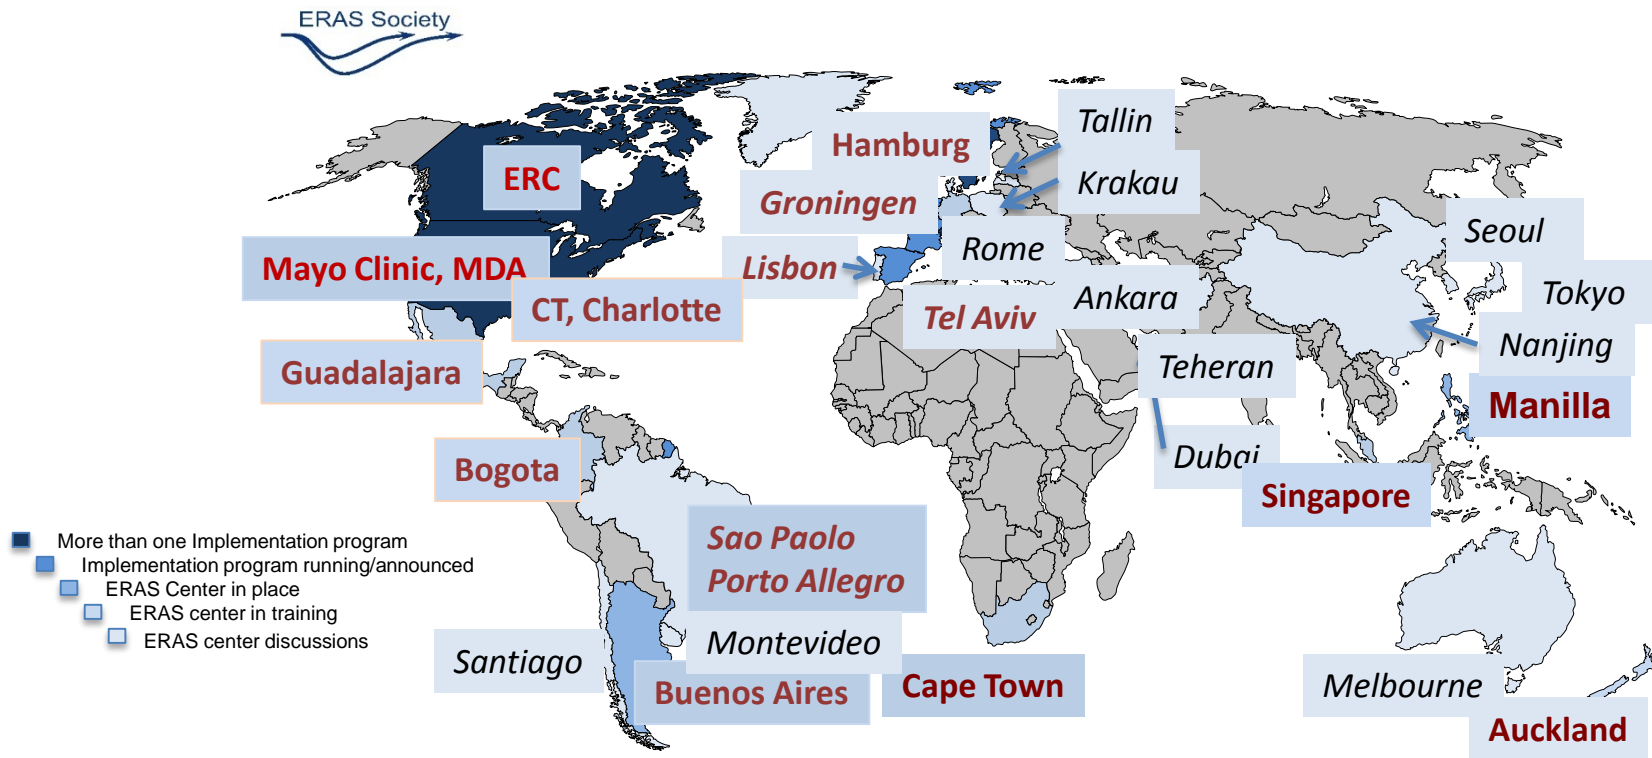 ERAS Society
Tallin
Hamburg
ERC
Krakau
Groningen
Seoul
Rome
Lisbon
Mayo Clinic, MDA
Ankara
Tokyo
CT, Charlotte
Tel Aviv
Nanjing
Teheran
Guadalajara
Manilla
Dubai
Bogota
Singapore
Sao Paolo
Porto Allegro
More than one Implementation program
Implementation program running/announced
ERAS Center in place
ERAS center in training
ERAS center discussions
Montevideo
Santiago
Buenos Aires
Cape Town
Melbourne
Auckland